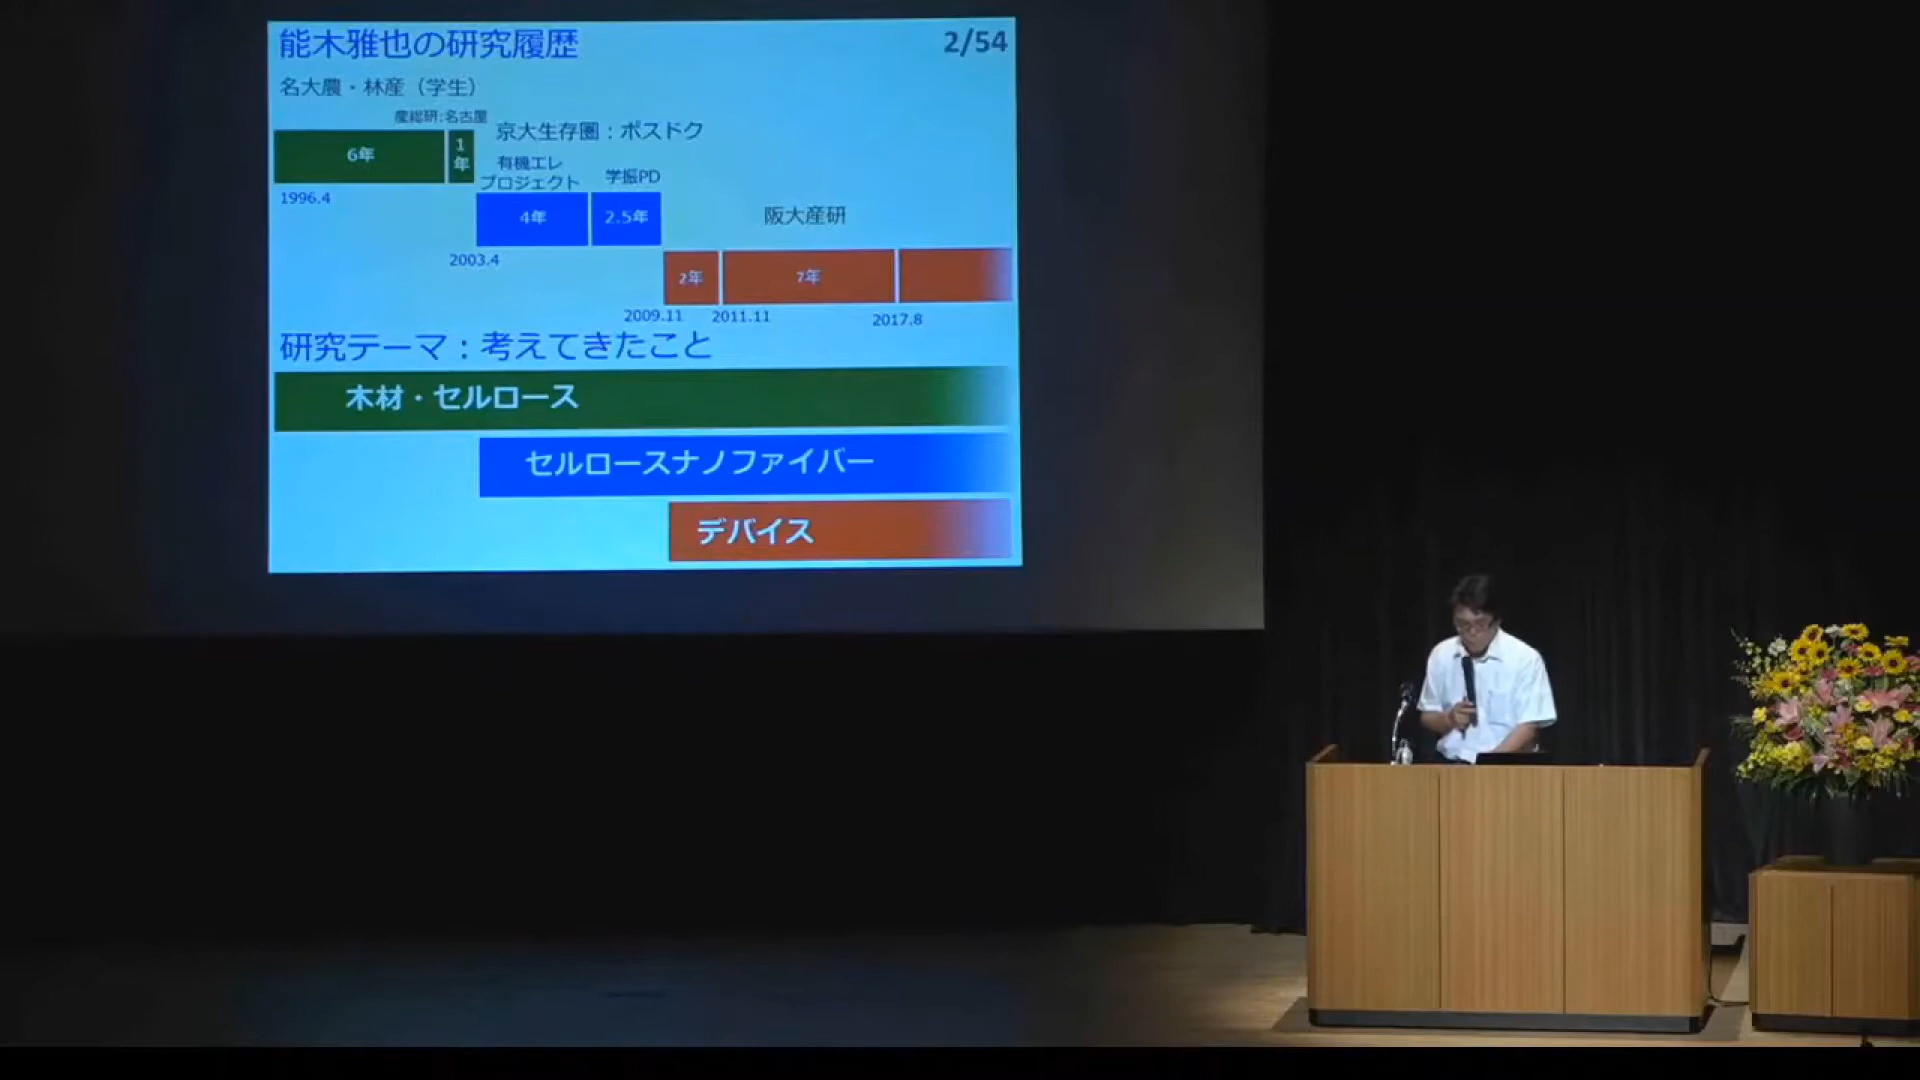 能木雅也の研究履歴
2/54
名大農・林産（学生）
産総研:名古屋
京大生存圏：ポスドク
6年
1年
有機エレ
プロジェクト
学振PD
1996.4
4年
2.5年
阪大産研
2003.4
2年
7年
2009.11
2011.11
2017.8
研究テーマ：考えてきたこと
木材・セルロース
セルロースナノファイバー
デバイス